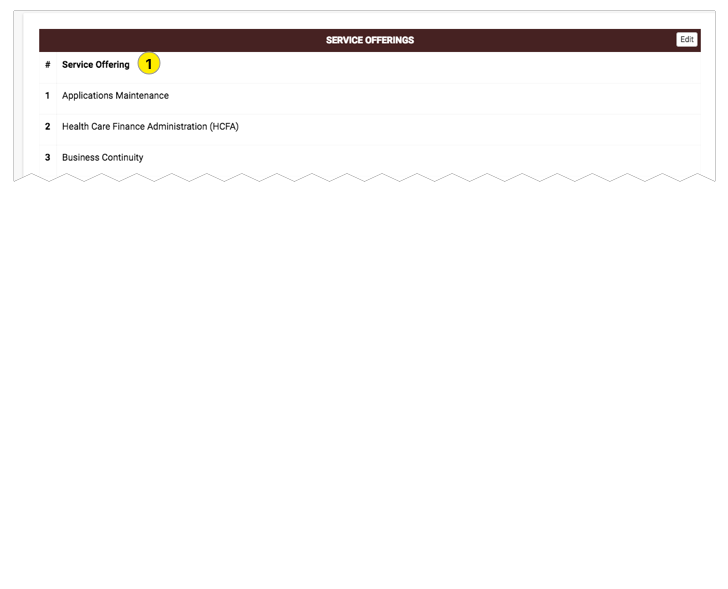 SERVICE OFFERINGS Edit
# Service Offering 1
1 Applications Maintenance
2 Health Care Finance Administration (HCFA)
3 Business Continuity